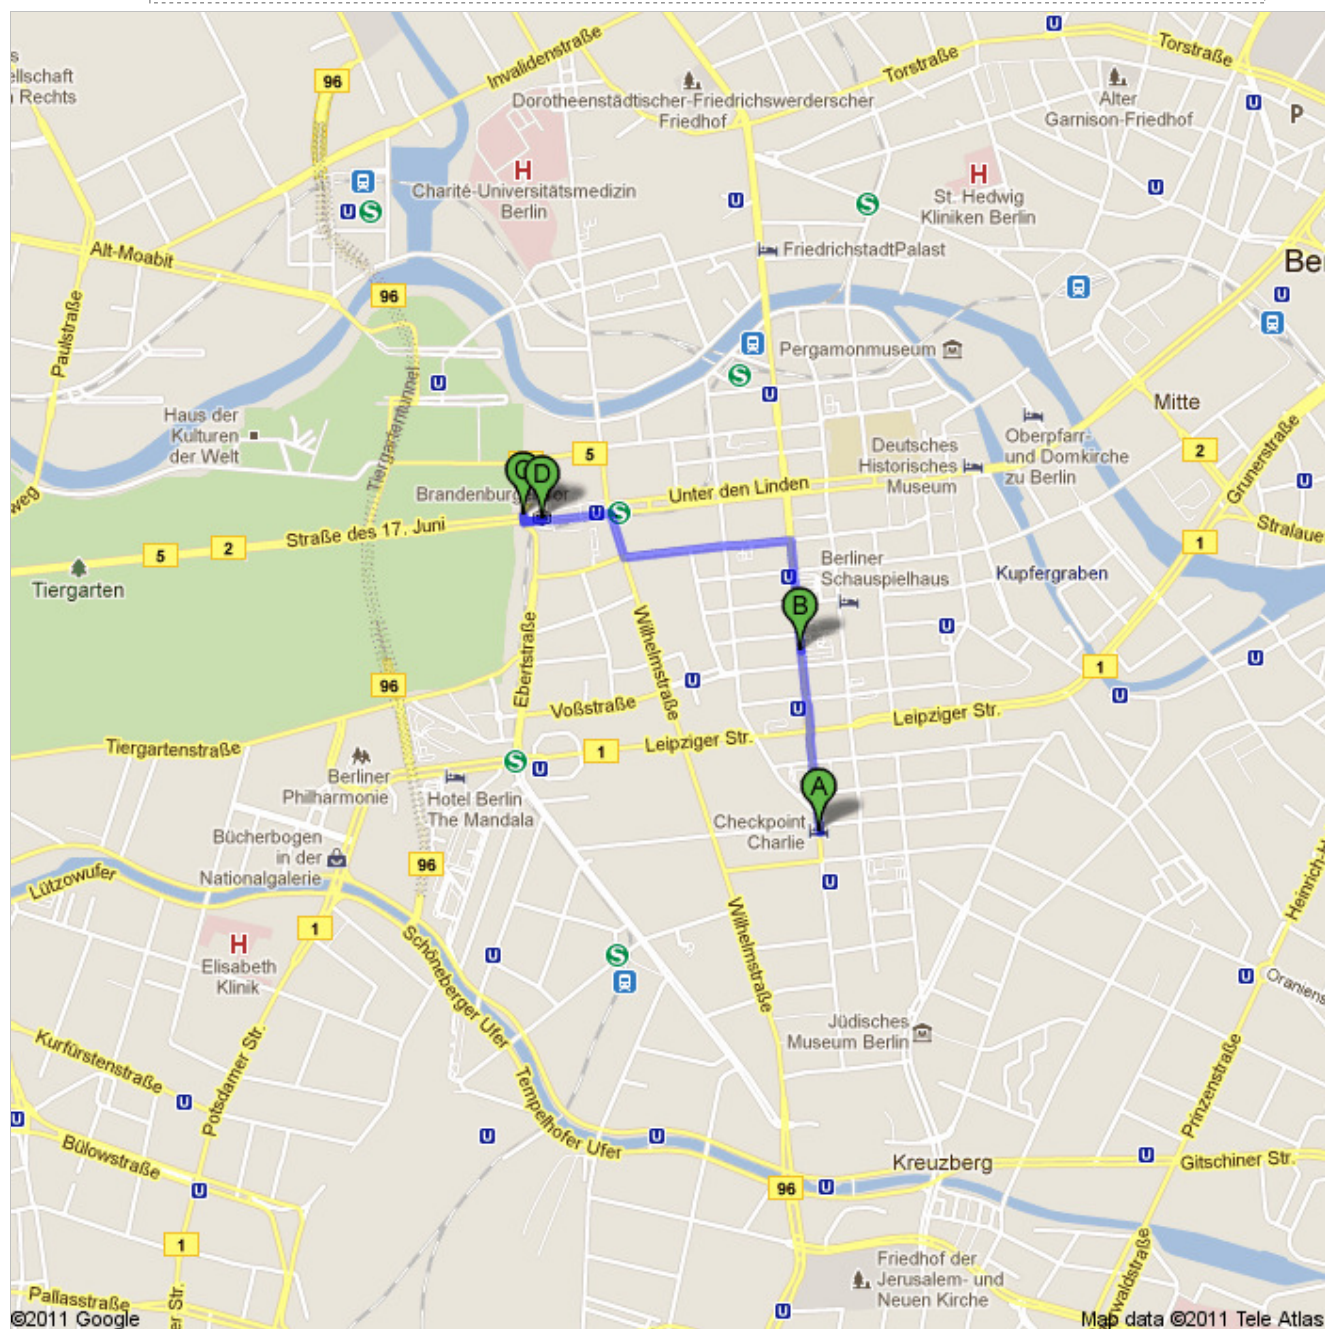 ellschaft
Rechts
96
Invalidenstraße
Torstraße
Torstraße
Dorotheenstädtischer-Friedrichswerderscher
Friedhof
Alter
Garnison-Friedhof
P
H
Charité-Universitätsmedizin
Berlin
H
St. Hedwig
Kliniken Berlin
U
S
Alt-Moabit
FriedrichstadtPalast
Ber
96
Paulstraße
Pergamonmuseum
Tiergartentunnel
Haus der
Kulturen
der Welt
Mitte
Oberpfarr-
und Domkirche
zu Berlin
Deutsches
Historisches
Museum
2
Grunerstraße
5
C
D
Unter den Linden
Straße des 17. Juni
5
2
1
Stralauer
Tiergarten
Berliner
Schauspielhaus
Kupfergraben
B
Wilhelmstraße
Ebertstraße
96
1
Voßstraße
Leipziger Str.
Leipziger Str.
1
Tiergartenstraße
Berliner
Philharmonie
Hotel Berlin
The Mandala
A
Checkpoint
Charlie
Bücherbogen
in der
Nationalgalerie
96
Lützowufer
1
Heinrich-H
Wilhelmstraße
H
Elisabeth
Klinik
Schöneberger Ufer
Oraniens
Jüdisches
Museum Berlin
Kurfürstenstraße
Potsdamer Str.
Tempelhofer Ufer
Prinzenstraße
Bülowstraße
Kreuzberg
Gitschiner Str.
96
1
Friedhof der
Jerusalem- und
Neuen Kirche
Pallasstraße
er Str.
©2011 Google
Map data ©2011 Tele Atlas